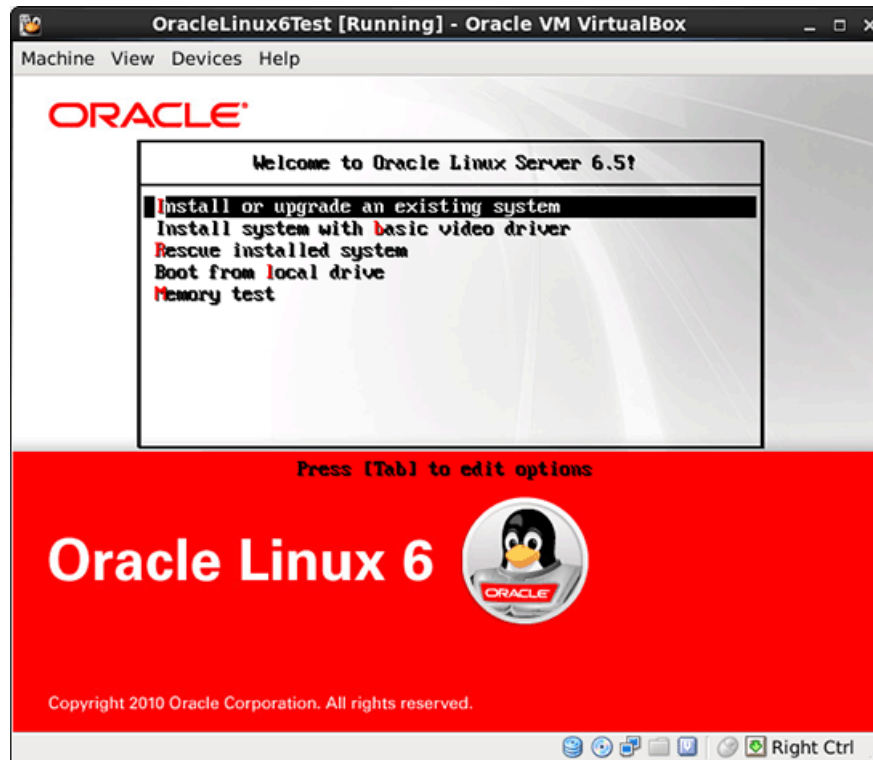 OracleLinux6Test [Running] - Oracle VM VirtualBox
Machine View Devices Help
ORACLE
Welcome to Oracle Linux Server 6.5!
Install or upgrade an existing system
Install system with basic video driver
Rescue installed system
Boot from local drive
Memory test
Press [Tab] to edit options
Oracle Linux 6
ORACLE
Copyright 2010 Oracle Corporation. All rights reserved.
Right Ctrl